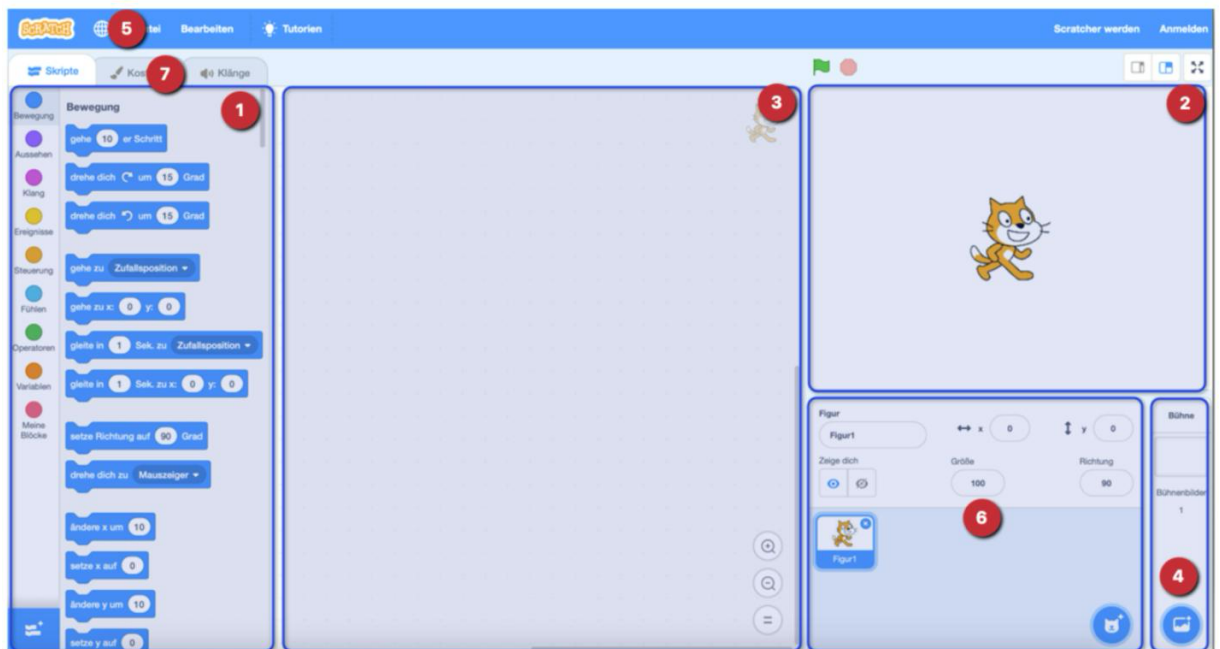 SCRATCH 5 tei Bearbeiten Tutorien Scratcher werden Anmelden
Skripte Kos 7 Klänge
1
3
2
Bewegung
Aussehen
Klang
Ereignisse
Steuerung
Fühlen
Operatoren
Variablen
Meine
Blöcke
Bewegung
gehe 10 er Schritt
drehe dich um 15 Grad
drehe dich um 15 Grad
gehe zu Zufallsposition
gehe zu x: 0 y: 0
gleite in 1 Sek. zu Zufallsposition
gleite in 1 Sek. zu x: 0 y: 0
setze Richtung auf 90 Grad
drehe dich zu Mauszeiger
ändere x um 10
setze x auf 0
ändere y um 10
setze y auf 0
Figur
Figur1 x 0 y 0
Zeige dich Größe Richtung
100 90
6
Figur1
Bühne
Bühnenbilder
1
4